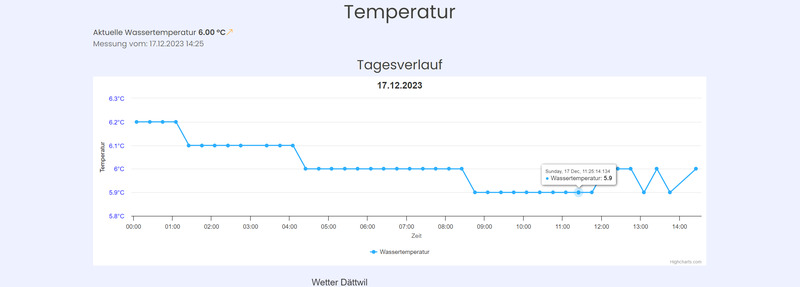 Temperatur
Aktuelle Wassertemperatur 6.00 °C↗
Messung vom: 17.12.2023 14:25
Tagesverlauf
17.12.2023
6.3°C
6.2°C
6.1°C
6°C
5.9°C
5.8°C
Temperatur
Sunday, 17 Dec, 11:25:14.134
● Wassertemperatur: 5.9
00:00 01:00 02:00 03:00 04:00 05:00 06:00 07:00 08:00 09:00 10:00 11:00 12:00 13:00 14:00
Zeit
Wassertemperatur
Highcharts.com
Wetter Dättwil